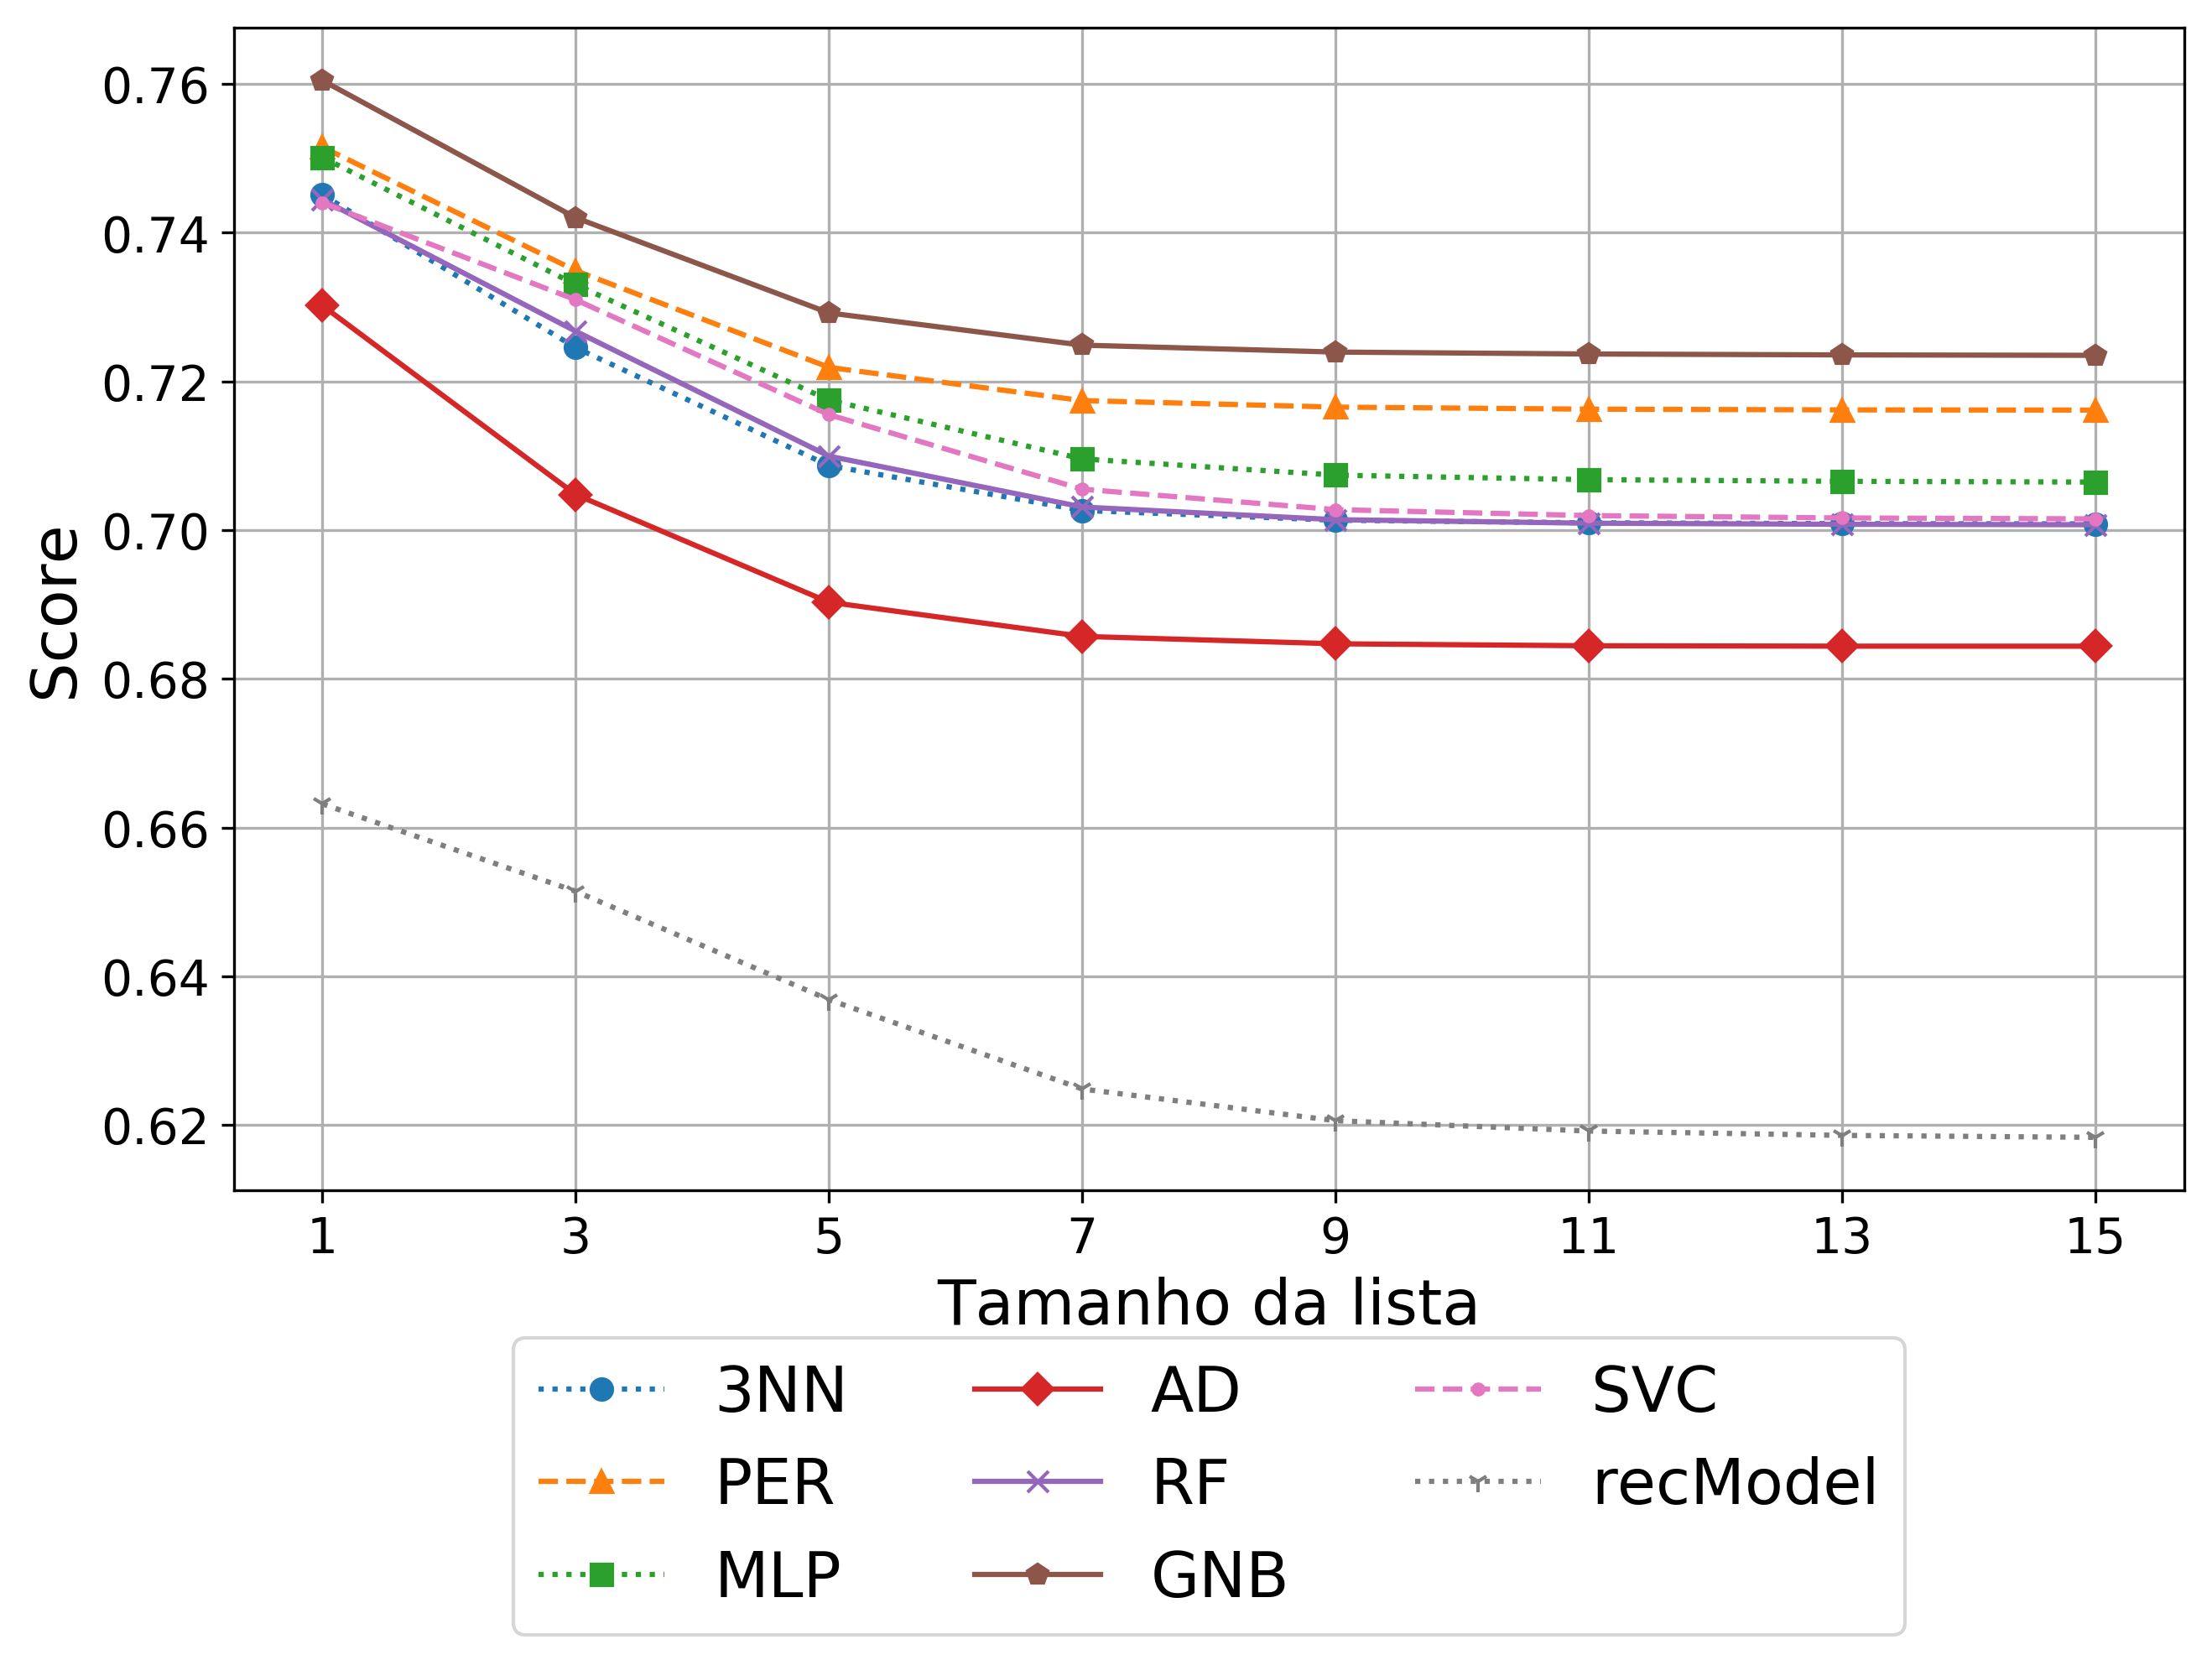 0.76
0.74
0.72
0.70
0.68
0.66
0.64
0.62
Score
1 3 5 7 9 11 13 15
Tamanho da lista
3NN AD SVC
PER RF recModel
MLP GNB